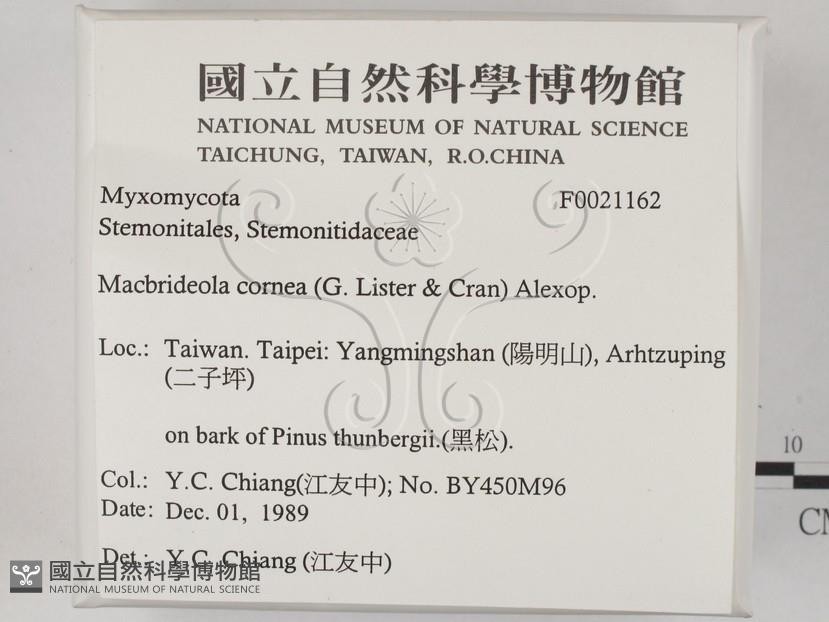 國立自然科學博物館
NATIONAL MUSEUM OF NATURAL SCIENCE
TAICHUNG, TAIWAN, R.O.CHINA
Myxomycota F0021162
Stemonitales, Stemonitidaceae
Macbrideola cornea (G. Lister & Cran) Alexop.
Loc.: Taiwan. Taipei: Yangmingshan (陽明山), Arhtzuping
(二子坪)
on bark of Pinus thunbergii.(黑松).
Col.: Y.C. Chiang(江友中); No. BY450M96
Date: Dec. 01, 1989
Det.: Y.C. Chiang (江友中)
國立自然科學博物館
NATIONAL MUSEUM OF NATURAL SCIENCE
10
CM